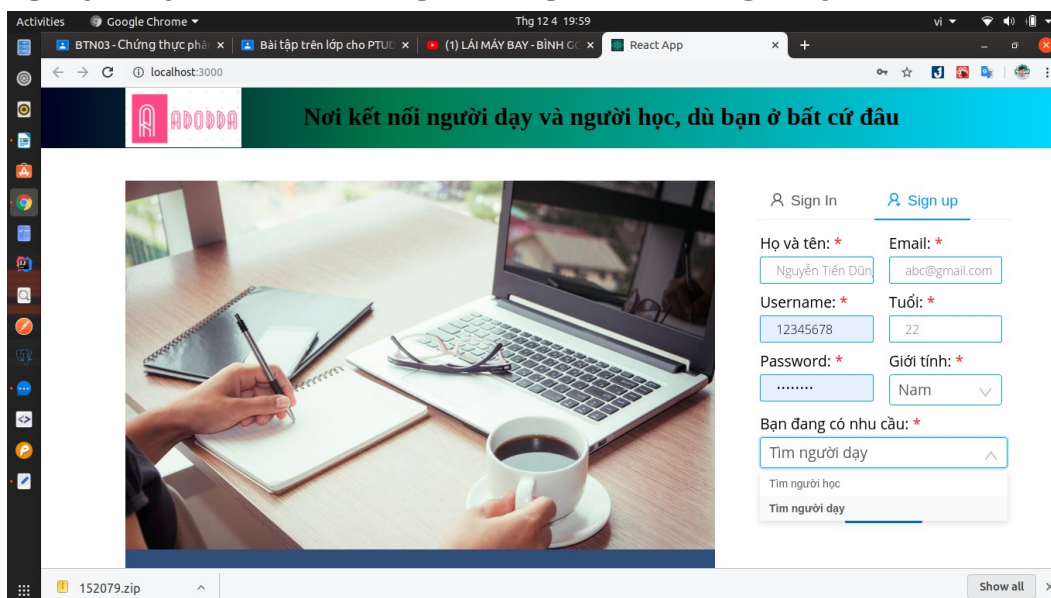 Activities Google Chrome Thg 12 4 19:59 vi
BTN03 - Chứng thực phâ Bài tập trên lớp cho PTUD (1) LÁI MÁY BAY - BÌNH GO React App
localhost:3000
ADODDA Nơi kết nối người dạy và người học, dù bạn ở bất cứ đâu
Sign In Sign up
Họ và tên: * Email: *
Nguyễn Tiến Dũn abc@gmail.com
Username: * Tuổi: *
12345678 22
Password: * Giới tính: *
•••••••• Nam
Bạn đang có nhu cầu: *
Tìm người dạy
Tìm người học
Tìm người dạy
152079.zip Show all